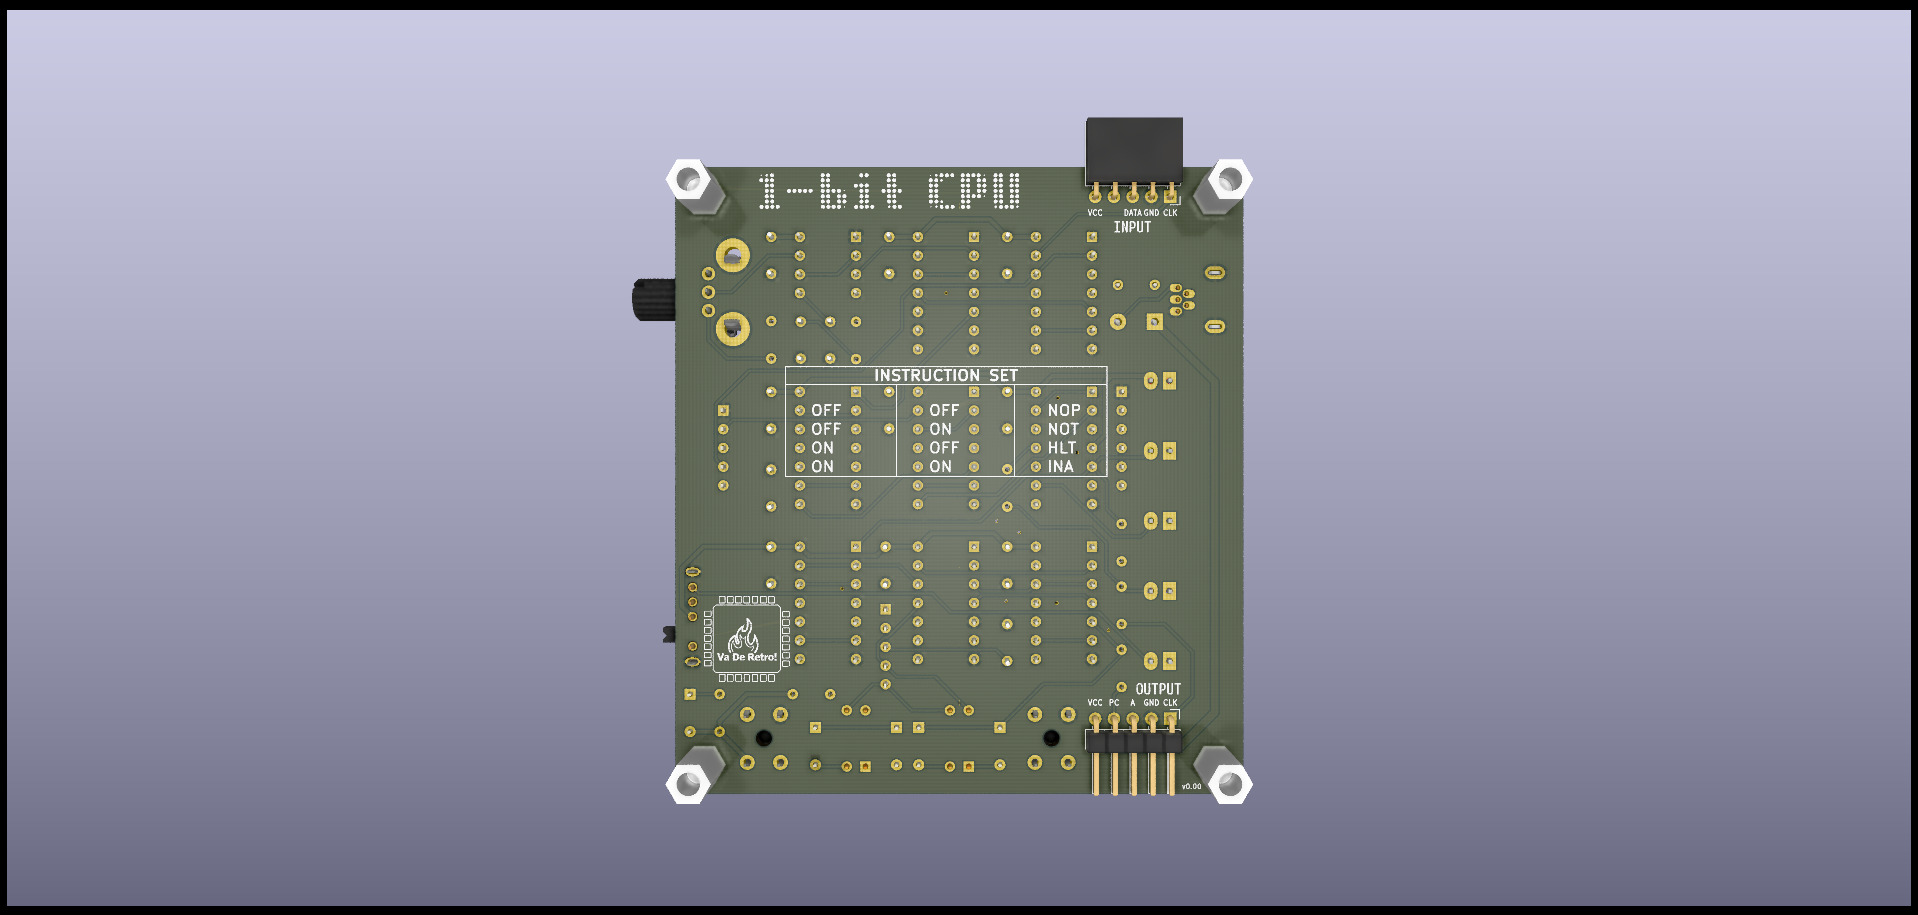 1-bit CPU
VCC DATA GND CLK
INPUT
INSTRUCTION SET
OFF OFF NOP
OFF ON NOT
ON OFF HLT
ON ON INA
Va De Retro!
OUTPUT
VCC PC A GND CLK
v0.00